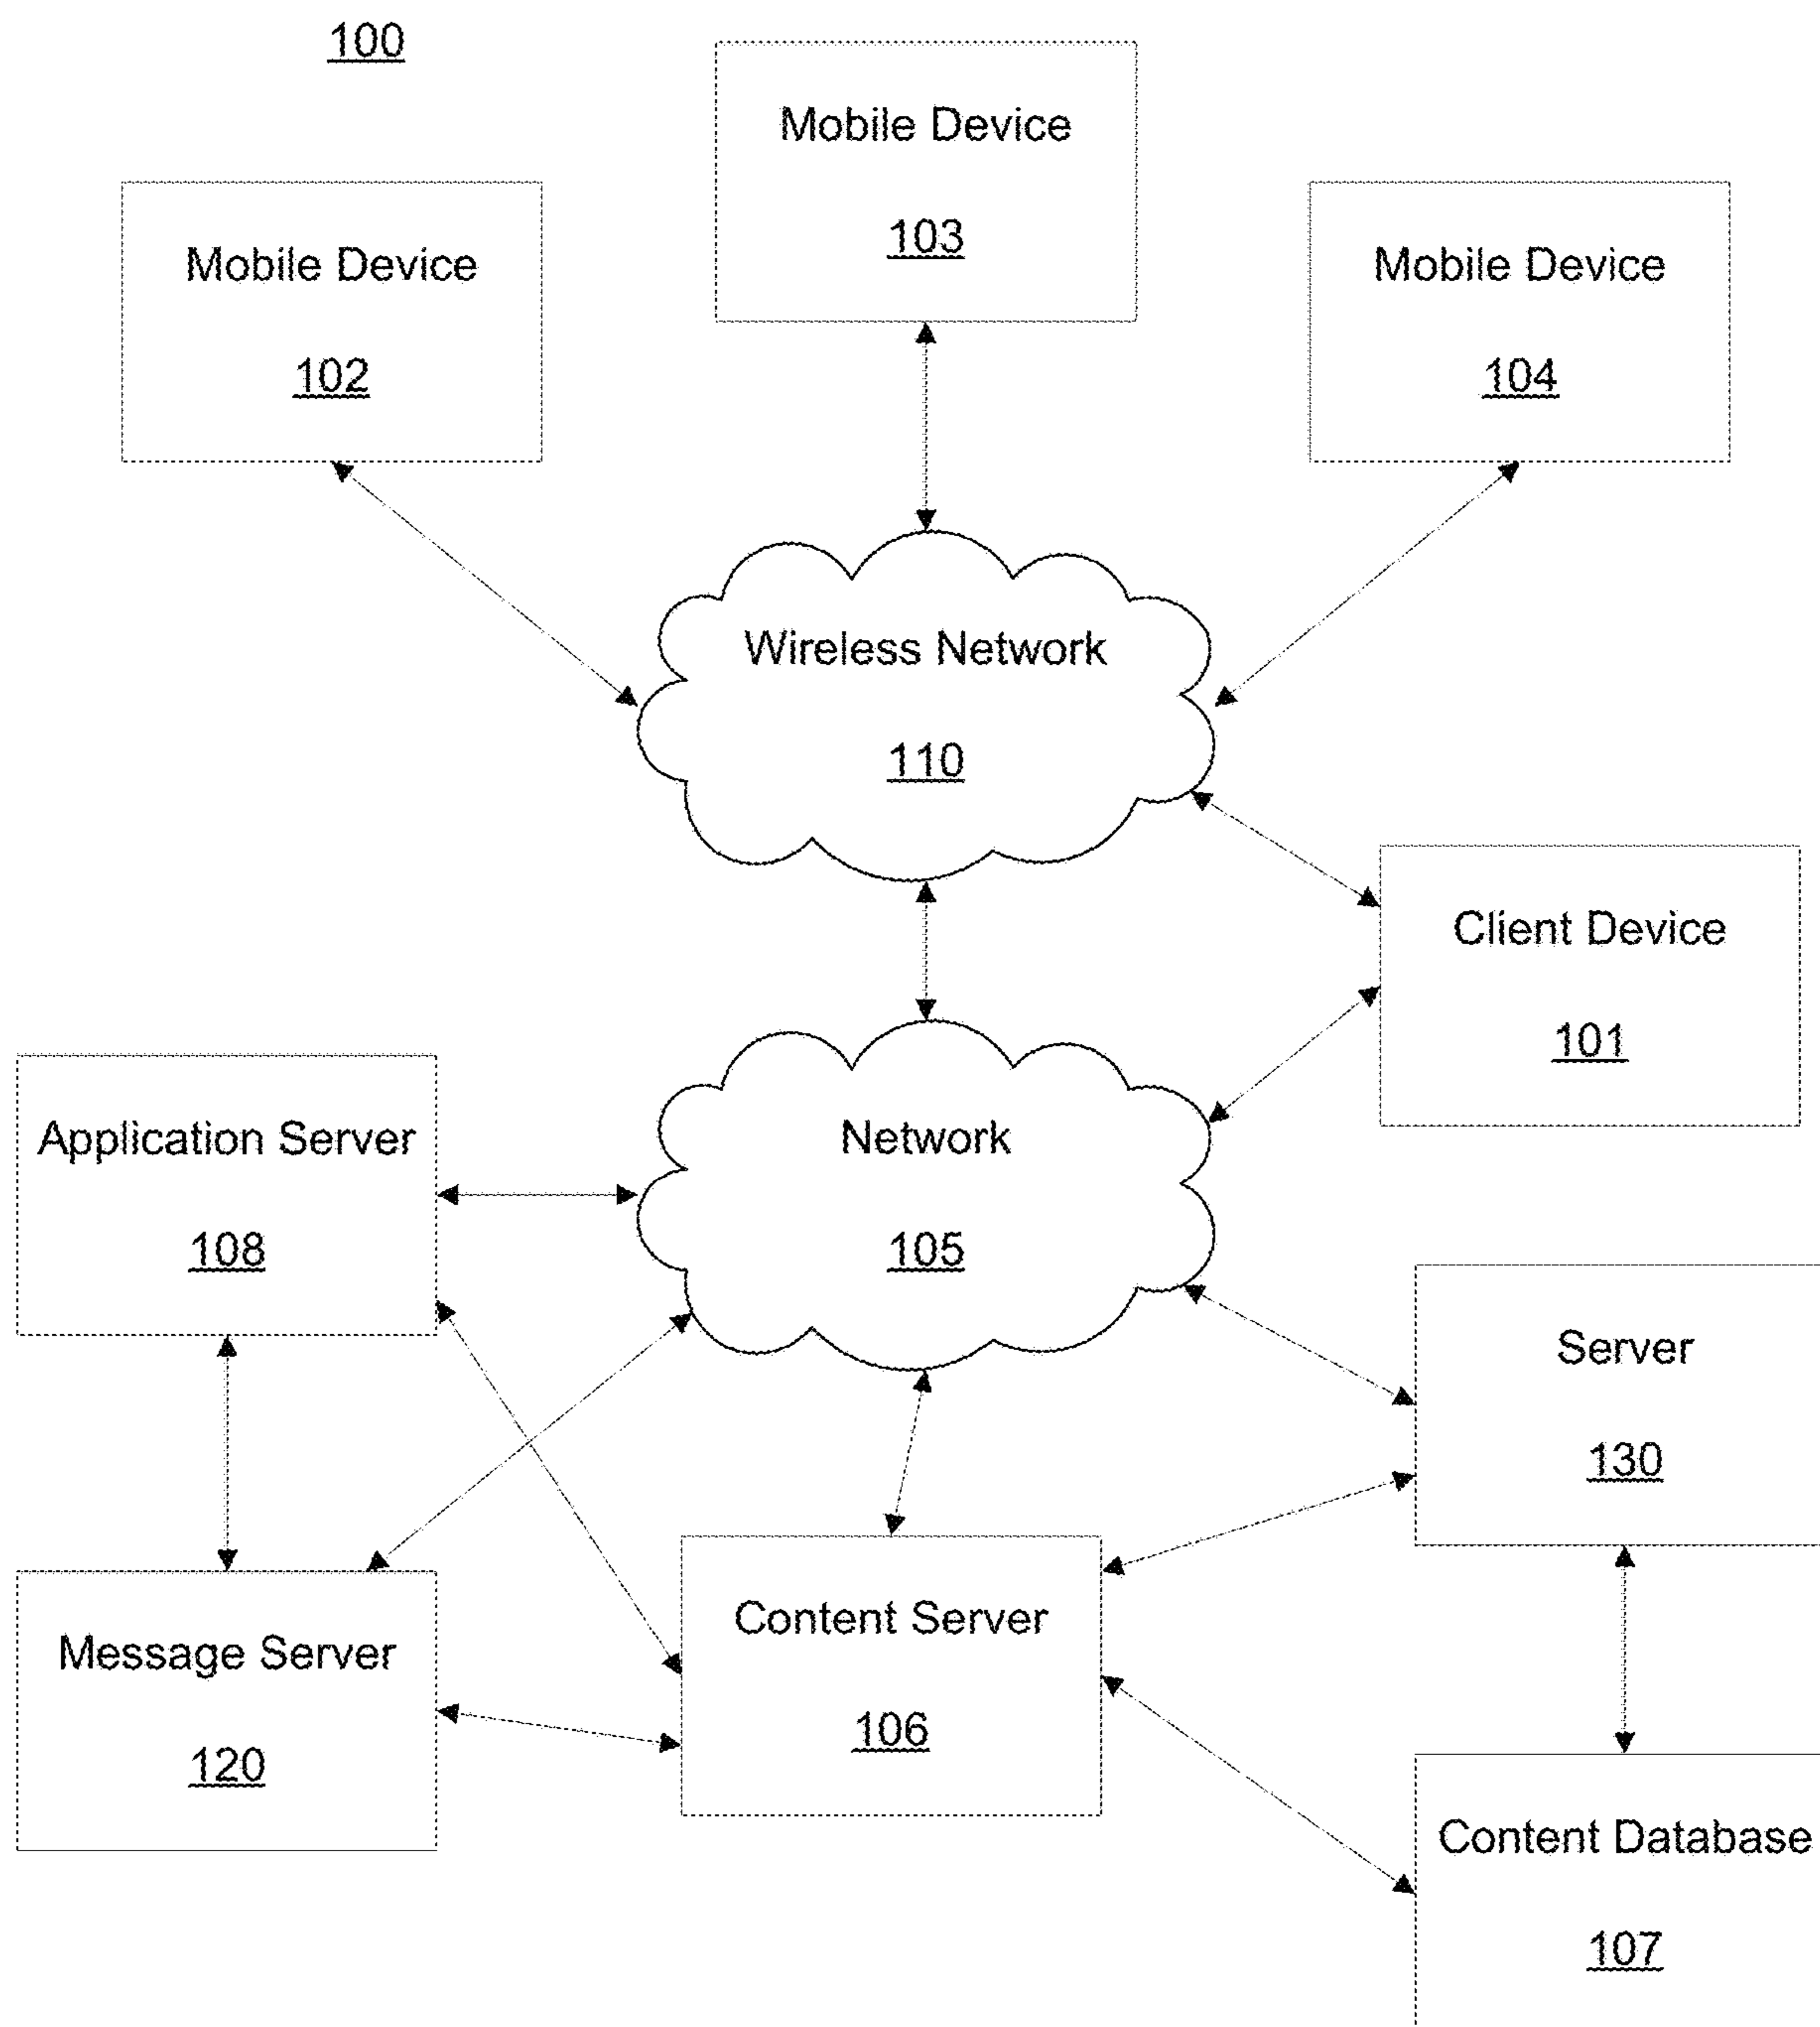 100
Mobile Device
103
Mobile Device
102
Mobile Device
104
Wireless Network
110
Client Device
101
Application Server
108
Network
105
Server
130
Message Server
120
Content Server
106
Content Database
107